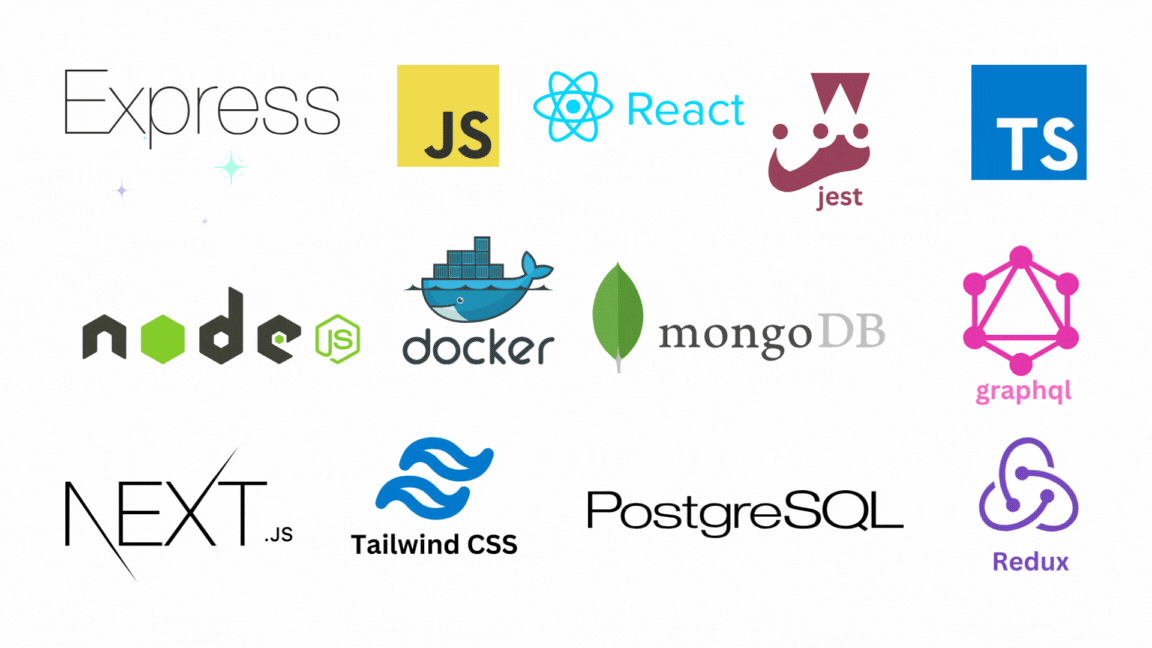 Express
JS
React
jest
TS
node
JS
docker
mongoDB
graphql
NEXT.JS
Tailwind CSS
PostgreSQL
Redux